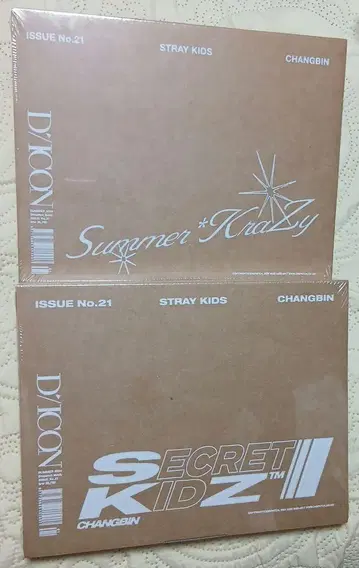 ISSUE No.21 STRAY KIDS CHANGBIN
D'ICON
Summer*KraZy
ISSUE No.21 STRAY KIDS CHANGBIN
D'ICON
SECRET
KIDZ™
CHANGBIN